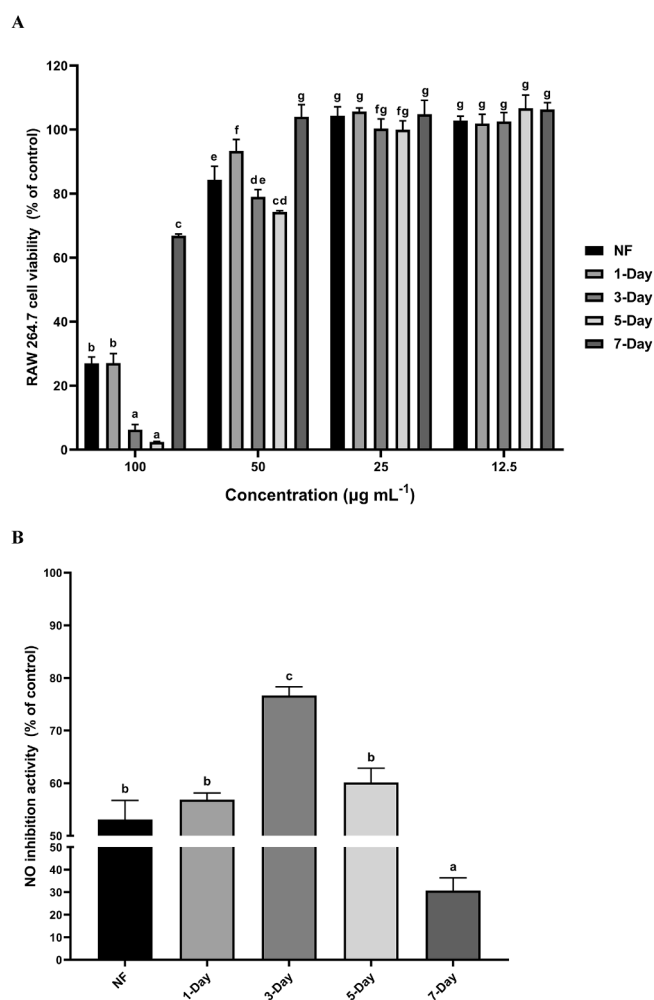 A
RAW 264.7 cell viability (% of control)
120
100
80
60
40
20
0
b b a a c
e f de cd g
g g fg fg g
g g g g g
100 50 25 12.5
Concentration (µg mL⁻¹)
NF
1-Day
3-Day
5-Day
7-Day
B
NO inhibition activity (% of control)
100
90
80
70
60
50
50
40
30
20
10
0
b b c b a
NF 1-Day 3-Day 5-Day 7-Day